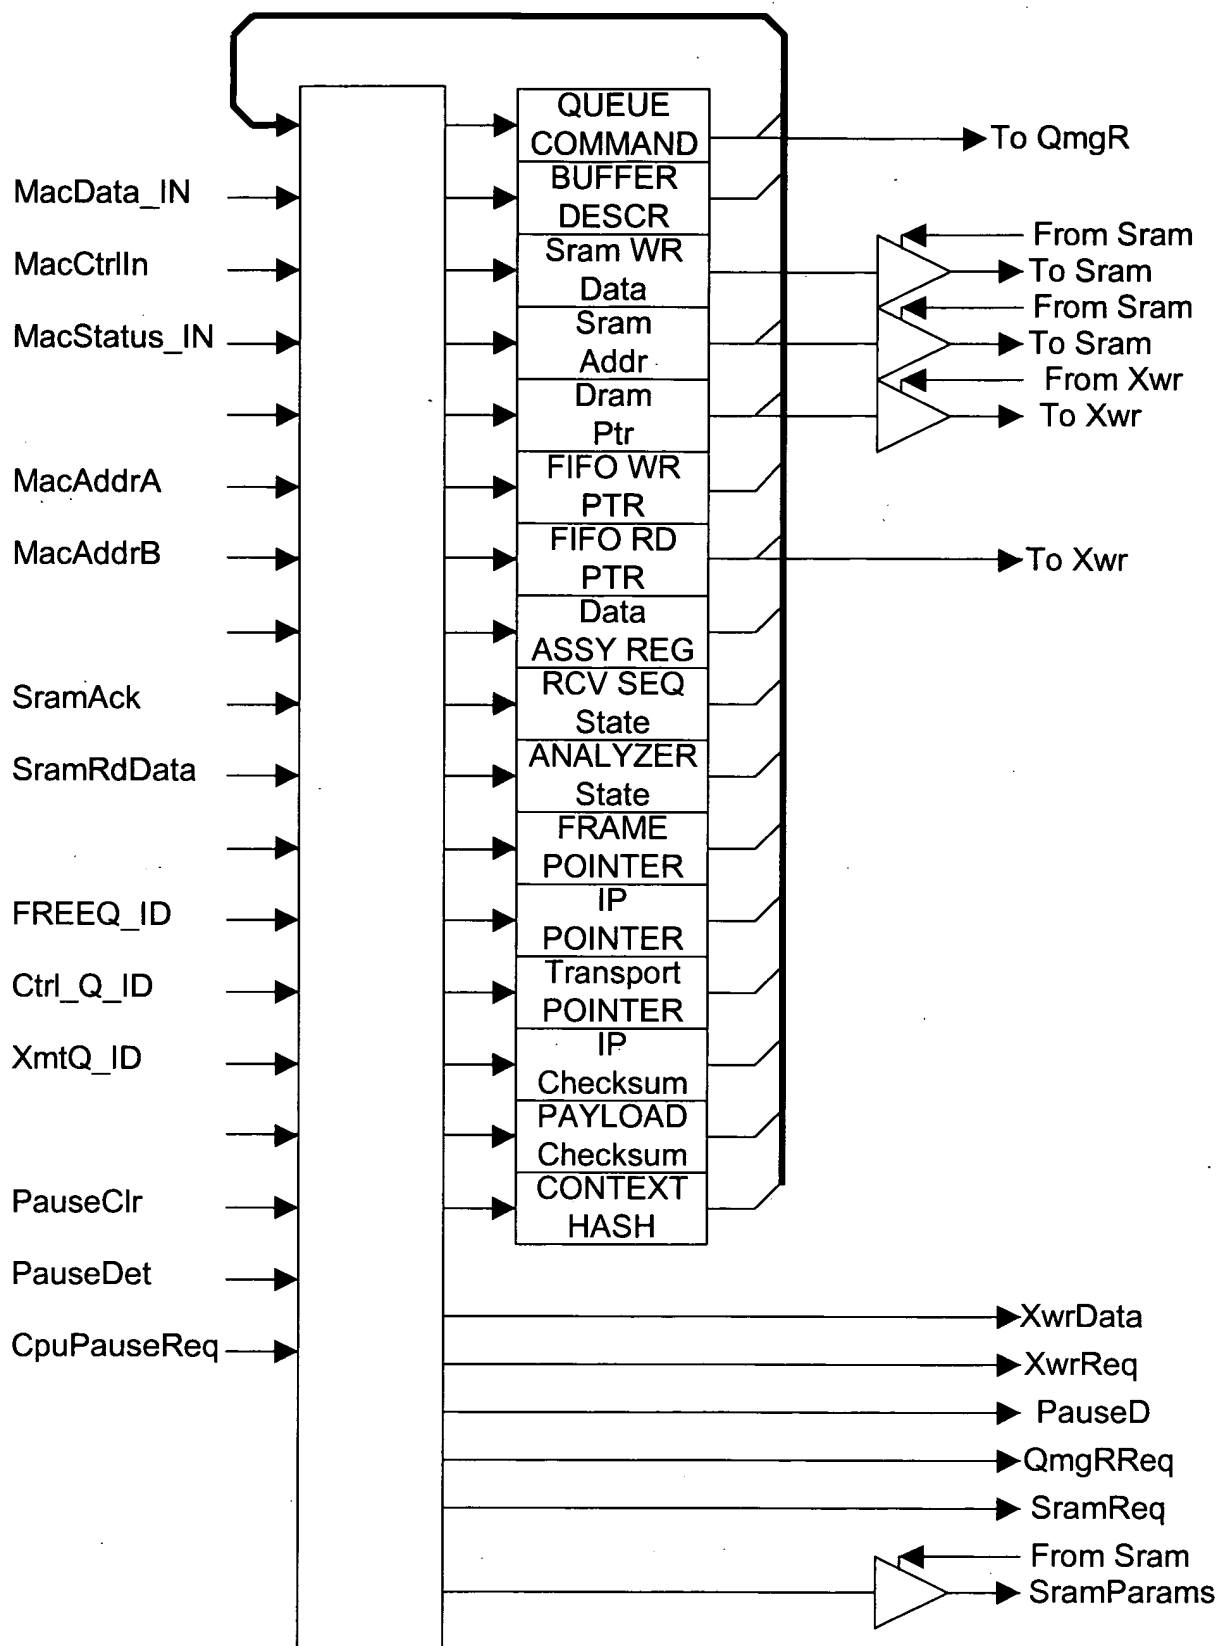 QUEUE
COMMAND
To QmgR
MacData_IN
BUFFER
DESCR
From Sram
MacCtrlIn
Sram WR
Data
To Sram
From Sram
MacStatus_IN
Sram
Addr
To Sram
From Xwr
Dram
Ptr
To Xwr
MacAddrA
FIFO WR
PTR
MacAddrB
FIFO RD
PTR
To Xwr
Data
ASSY REG
SramAck
RCV SEQ
State
SramRdData
ANALYZER
State
FRAME
POINTER
FREEQ_ID
IP
POINTER
Ctrl_Q_ID
Transport
POINTER
XmtQ_ID
IP
Checksum
PAYLOAD
Checksum
PauseClr
CONTEXT
HASH
PauseDet
CpuPauseReq
XwrData
XwrReq
PauseD
QmgRReq
SramReq
From Sram
SramParams